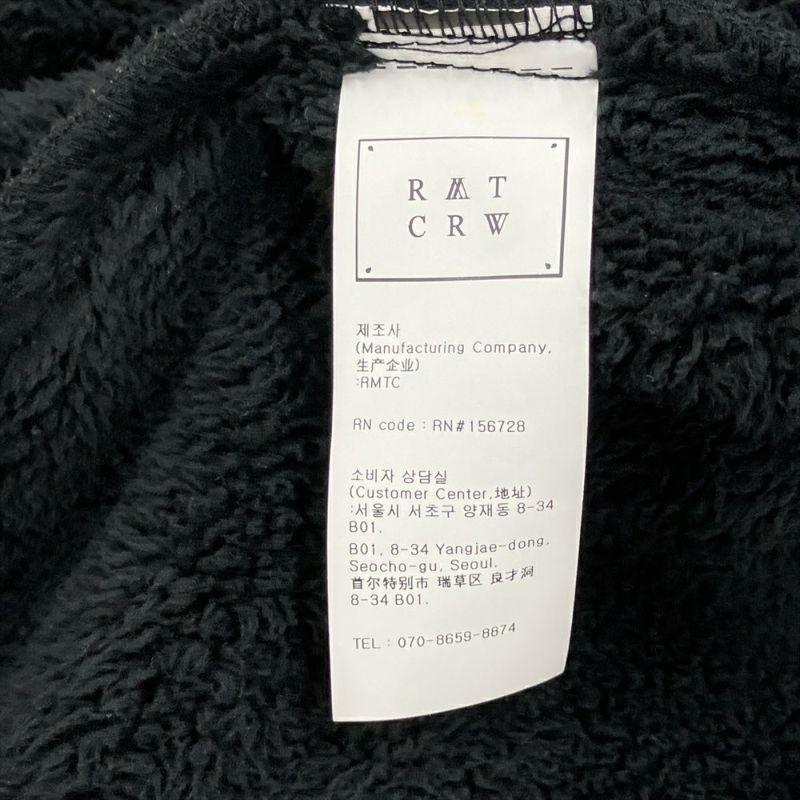 RMT
CRW
제조사
(Manufacturing Company,
生产企业)
:RMTC
RN code : RN#156728
소비자 상담실
(Customer Center,地址)
:서울시 서초구 양재동 8-34
B01.
B01, 8-34 Yangjae-dong,
Seocho-gu, Seoul.
首尔特别市 瑞草区 良才洞
8-34 B01.
TEL : 070-8659-8874